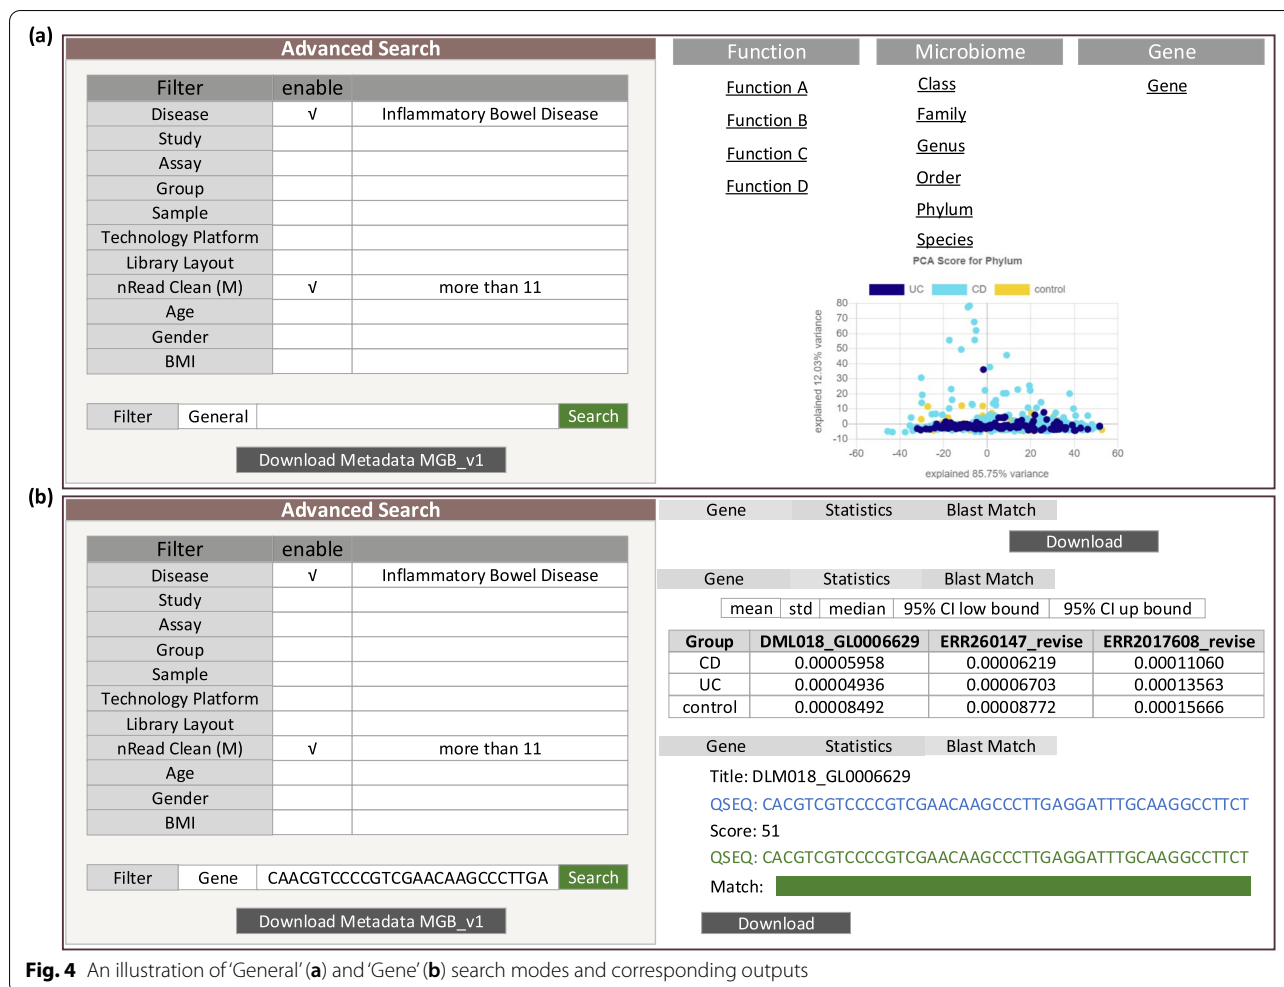 (a)
Advanced Search
Filter enable
Disease √ Inflammatory Bowel Disease
Study
Assay
Group
Sample
Technology Platform
Library Layout
nRead Clean (M) √ more than 11
Age
Gender
BMI
Filter General Search
Download Metadata MGB_v1
Function Microbiome Gene
Function A
Function B
Function C
Function D
Class
Family
Genus
Order
Phylum
Species
Gene
PCA Score for Phylum
UC CD control
explained 12.03% variance
80
70
60
50
40
30
20
10
0
-10
-60 -40 -20 0 20 40 60
explained 85.75% variance
(b)
Advanced Search
Filter enable
Disease √ Inflammatory Bowel Disease
Study
Assay
Group
Sample
Technology Platform
Library Layout
nRead Clean (M) √ more than 11
Age
Gender
BMI
Filter Gene CAACGTCCCCGTCGAACAAGCCCTTGA Search
Download Metadata MGB_v1
Gene Statistics Blast Match
Download
Gene Statistics Blast Match
mean std median 95% CI low bound 95% CI up bound
Group DML018_GL0006629 ERR260147_revise ERR2017608_revise
CD 0.00005958 0.00006219 0.00011060
UC 0.00004936 0.00006703 0.00013563
control 0.00008492 0.00008772 0.00015666
Gene Statistics Blast Match
Title: DLM018_GL0006629
QSEQ: CACGTCGTCCCCGTCGAACAAGCCCTTGAGGATTTGCAAGGCCTTCT
Score: 51
QSEQ: CACGTCGTCCCCGTCGAACAAGCCCTTGAGGATTTGCAAGGCCTTCT
Match:
Download
Fig. 4 An illustration of 'General' (a) and 'Gene' (b) search modes and corresponding outputs